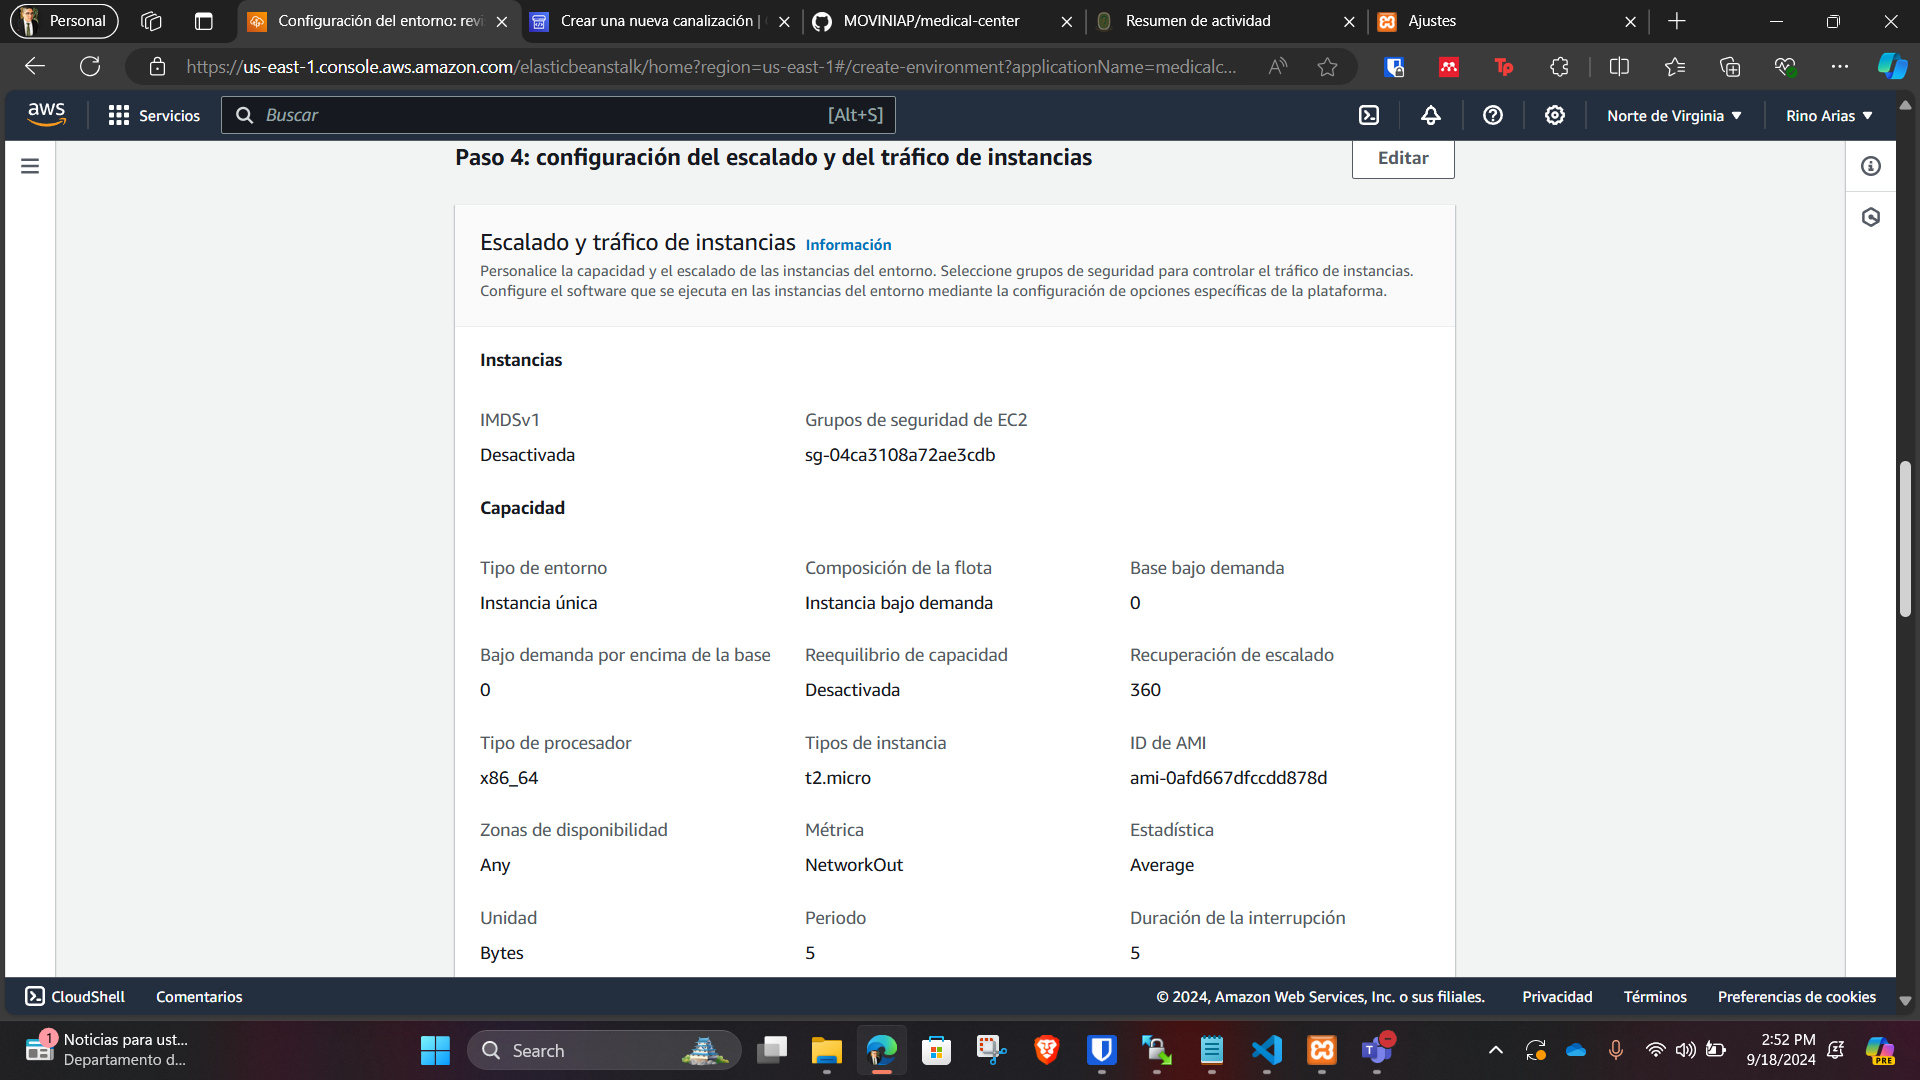 Personal
Configuración del entorno: revi
Crear una nueva canalización |
MOVINIAP/medical-center
Resumen de actividad
Ajustes
https://us-east-1.console.aws.amazon.com/elasticbeanstalk/home?region=us-east-1#/create-environment?applicationName=medicalc...
aws
Servicios
Buscar
[Alt+S]
Norte de Virginia
Rino Arias
Paso 4: configuración del escalado y del tráfico de instancias
Editar
Escalado y tráfico de instancias Información
Personalice la capacidad y el escalado de las instancias del entorno. Seleccione grupos de seguridad para controlar el tráfico de instancias.
Configure el software que se ejecuta en las instancias del entorno mediante la configuración de opciones específicas de la plataforma.
Instancias
IMDSv1
Grupos de seguridad de EC2
Desactivada
sg-04ca3108a72ae3cdb
Capacidad
Tipo de entorno
Composición de la flota
Base bajo demanda
Instancia única
Instancia bajo demanda
0
Bajo demanda por encima de la base
Reequilibrio de capacidad
Recuperación de escalado
0
Desactivada
360
Tipo de procesador
Tipos de instancia
ID de AMI
x86_64
t2.micro
ami-0afd667dfccdd878d
Zonas de disponibilidad
Métrica
Estadística
Any
NetworkOut
Average
Unidad
Periodo
Duración de la interrupción
Bytes
5
5
CloudShell
Comentarios
© 2024, Amazon Web Services, Inc. o sus filiales.
Privacidad
Términos
Preferencias de cookies
1
Noticias para ust...
Departamento d...
Search
2:52 PM
9/18/2024
PRE